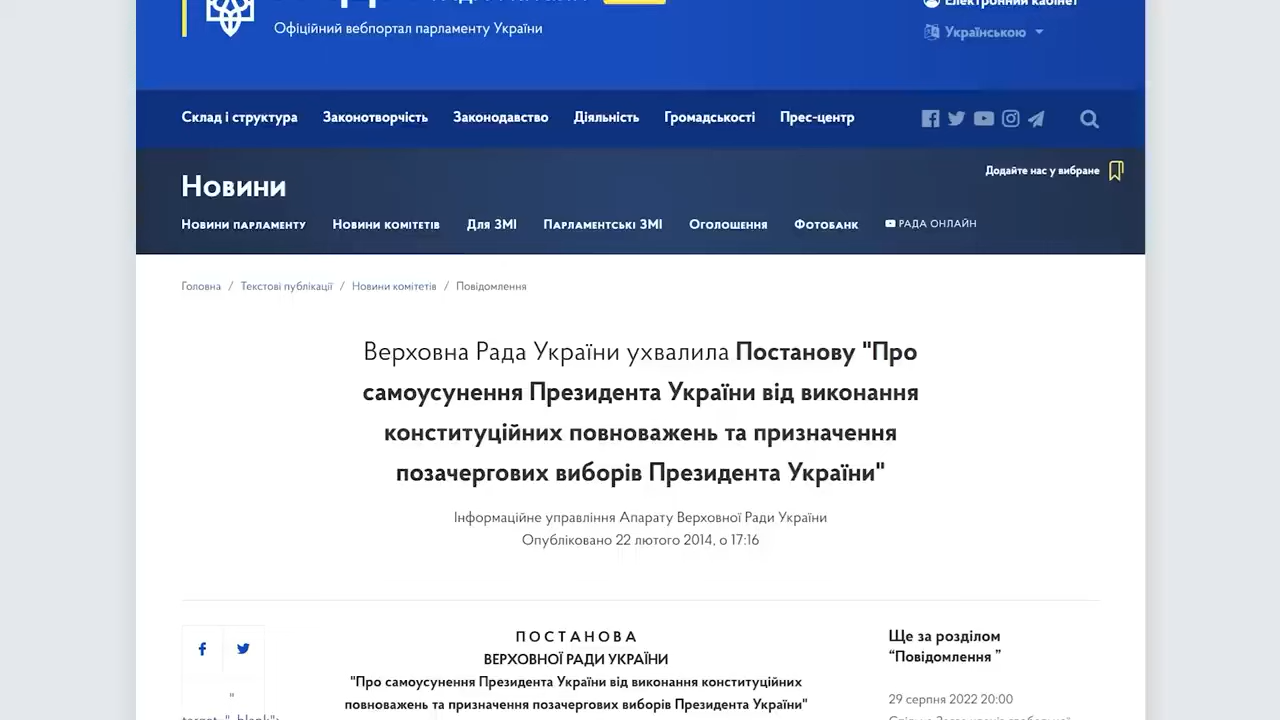 Офіційний вебпортал парламенту України
Електронний кабінет
Українською
Склад і структура Законотворчість Законодавство Діяльність Громадськості Прес-центр
Додайте нас у вибране
Новини
Новини парламенту Новини комітетів Для ЗМІ Парламентські ЗМІ Оголошення Фотобанк РАДА ОНЛАЙН
Головна / Текстові публікації / Новини комітетів / Повідомлення
Верховна Рада України ухвалила Постанову "Про
самоусунення Президента України від виконання
конституційних повноважень та призначення
позачергових виборів Президента України"
Інформаційне управління Апарату Верховної Ради України
Опубліковано 22 лютого 2014, о 17:16
П О С Т А Н О В А
ВЕРХОВНОЇ РАДИ УКРАЇНИ
"Про самоусунення Президента України від виконання конституційних
повноважень та призначення позачергових виборів Президента України"
Ще за розділом
“Повідомлення ”
29 серпня 2022 20:00
"